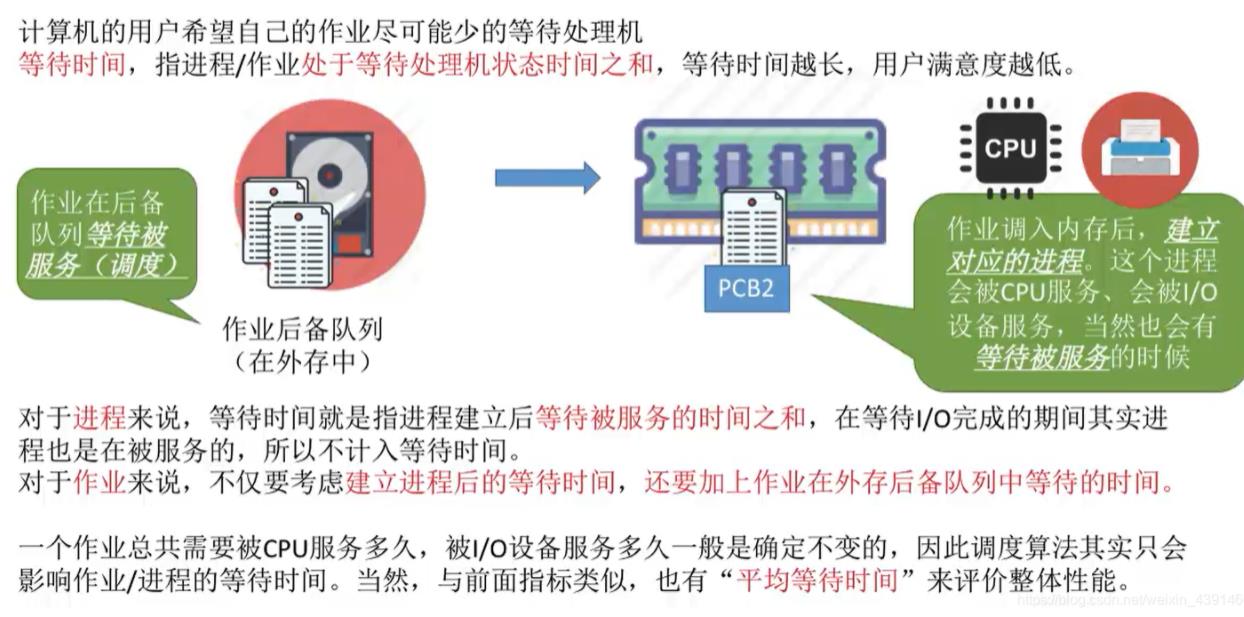 计算机的用户希望自己的作业尽可能少的等待处理机
等待时间，指进程/作业处于等待处理机状态时间之和，等待时间越长，用户满意度越低。
作业在后备
队列等待被
服务（调度）
作业后备队列
（在外存中）
PCB2
CPU
作业调入内存后，建立
对应的进程。这个进程
会被CPU服务、会被I/O
设备服务，当然也会有
等待被服务的时候
对于进程来说，等待时间就是指进程建立后等待被服务的时间之和，在等待I/O完成的期间其实进
程也是在被服务的，所以不计入等待时间。
对于作业来说，不仅要考虑建立进程后的等待时间，还要加上作业在外存后备队列中等待的时间。
一个作业总共需要被CPU服务多久，被I/O设备服务多久一般是确定不变的，因此调度算法其实只会
影响作业/进程的等待时间。当然，与前面指标类似，也有“平均等待时间”来评价整体性能。
https://blog.csdn.net/weixin_439146